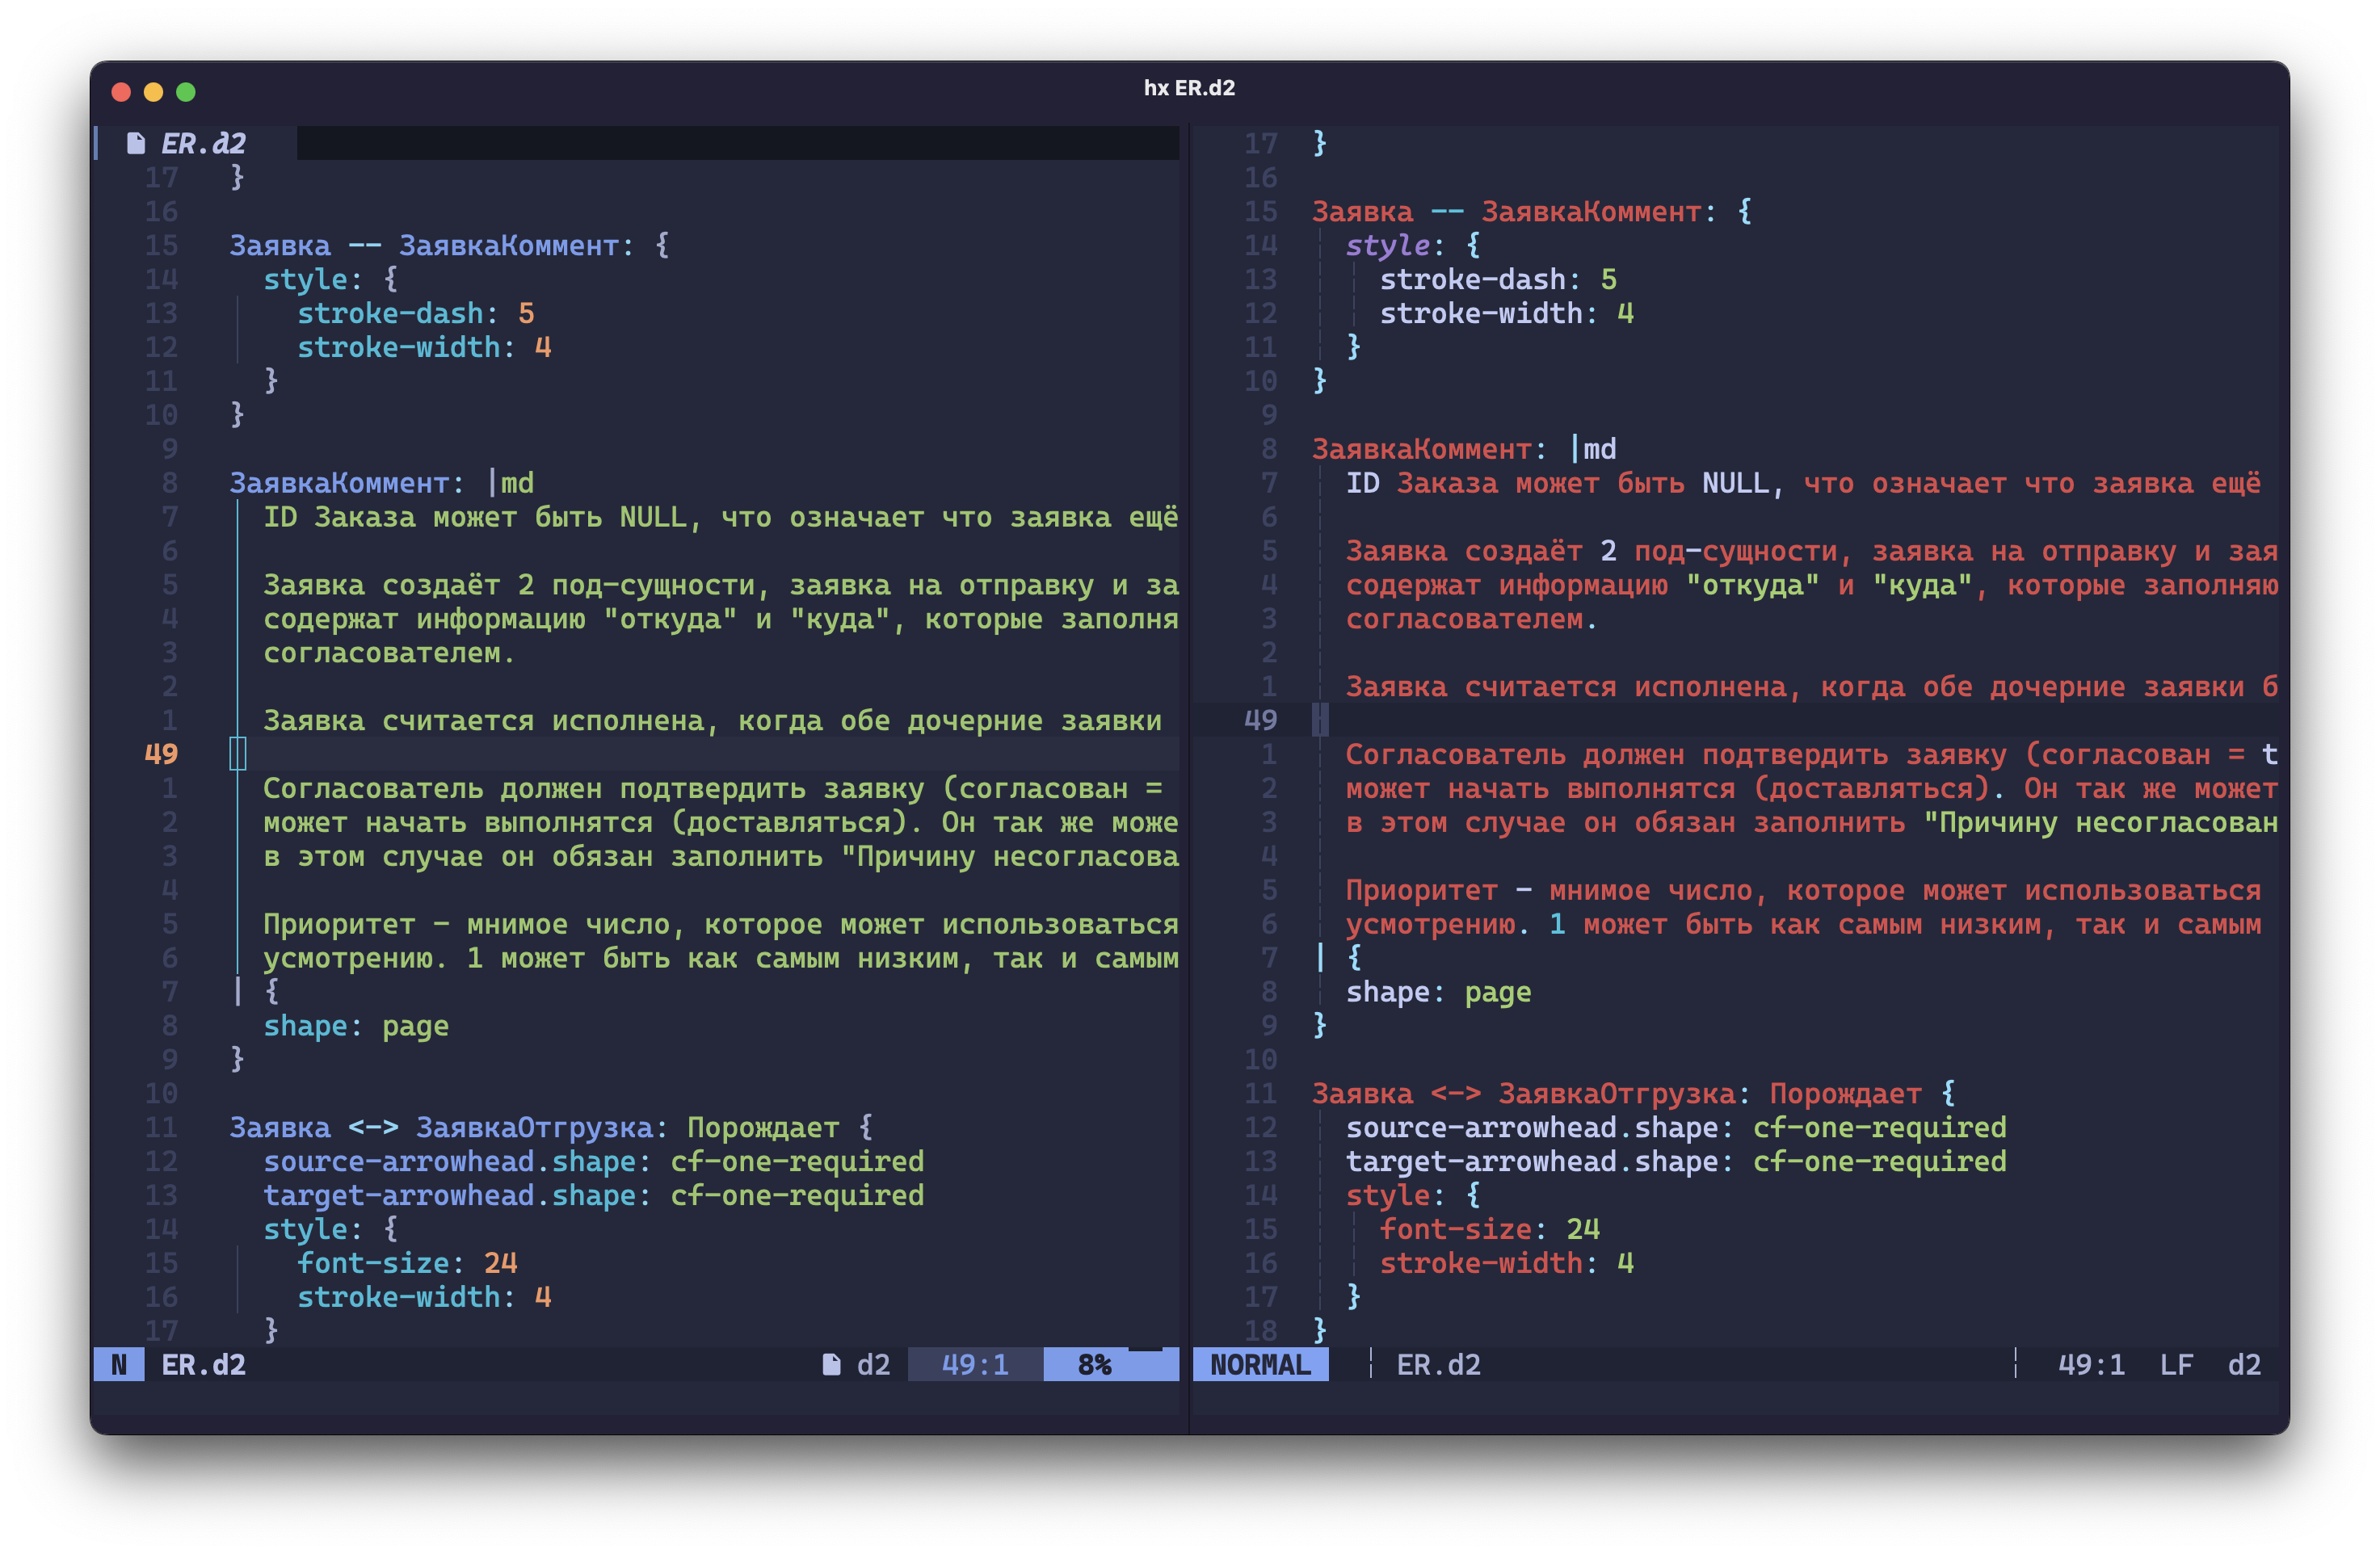 hx ER.d2
ER.d2
17 }
16
15 Заявка -- ЗаявкаКоммент: {
14 style: {
13 stroke-dash: 5
12 stroke-width: 4
11 }
10 }
9
8 ЗаявкаКоммент: |md
7 ID Заказа может быть NULL, что означает что заявка ещё
6
5 Заявка создаёт 2 под-сущности, заявка на отправку и за
4 содержат информацию "откуда" и "куда", которые заполня
3 согласователем.
2
1 Заявка считается исполнена, когда обе дочерние заявки
49
1 Согласователь должен подтвердить заявку (согласован =
2 может начать выполнятся (доставляться). Он так же може
3 в этом случае он обязан заполнить "Причину несогласова
4
5 Приоритет - мнимое число, которое может использоваться
6 усмотрению. 1 может быть как самым низким, так и самым
7 | {
8 shape: page
9 }
10
11 Заявка <-> ЗаявкаОтгрузка: Порождает {
12 source-arrowhead.shape: cf-one-required
13 target-arrowhead.shape: cf-one-required
14 style: {
15 font-size: 24
16 stroke-width: 4
17 }
N ER.d2 d2 49:1 8%
17 }
16
15 Заявка -- ЗаявкаКоммент: {
14 style: {
13 stroke-dash: 5
12 stroke-width: 4
11 }
10 }
9
8 ЗаявкаКоммент: |md
7 ID Заказа может быть NULL, что означает что заявка ещё
6
5 Заявка создаёт 2 под-сущности, заявка на отправку и зая
4 содержат информацию "откуда" и "куда", которые заполняю
3 согласователем.
2
1 Заявка считается исполнена, когда обе дочерние заявки б
49
1 Согласователь должен подтвердить заявку (согласован = t
2 может начать выполнятся (доставляться). Он так же может
3 в этом случае он обязан заполнить "Причину несогласован
4
5 Приоритет - мнимое число, которое может использоваться
6 усмотрению. 1 может быть как самым низким, так и самым
7 | {
8 shape: page
9 }
10
11 Заявка <-> ЗаявкаОтгрузка: Порождает {
12 source-arrowhead.shape: cf-one-required
13 target-arrowhead.shape: cf-one-required
14 style: {
15 font-size: 24
16 stroke-width: 4
17 }
18 }
NORMAL ER.d2 49:1 LF d2